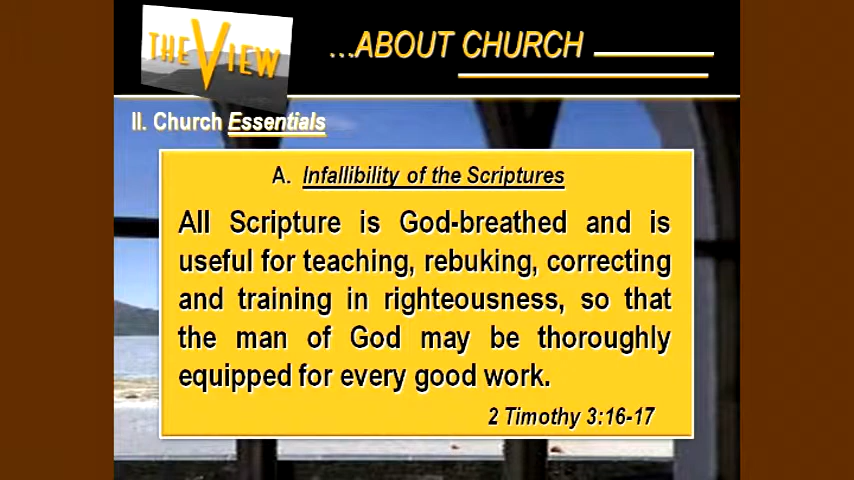 THE VIEW
...ABOUT CHURCH
II. Church Essentials
A. Infallibility of the Scriptures
All Scripture is God-breathed and is
useful for teaching, rebuking, correcting
and training in righteousness, so that
the man of God may be thoroughly
equipped for every good work.
2 Timothy 3:16-17